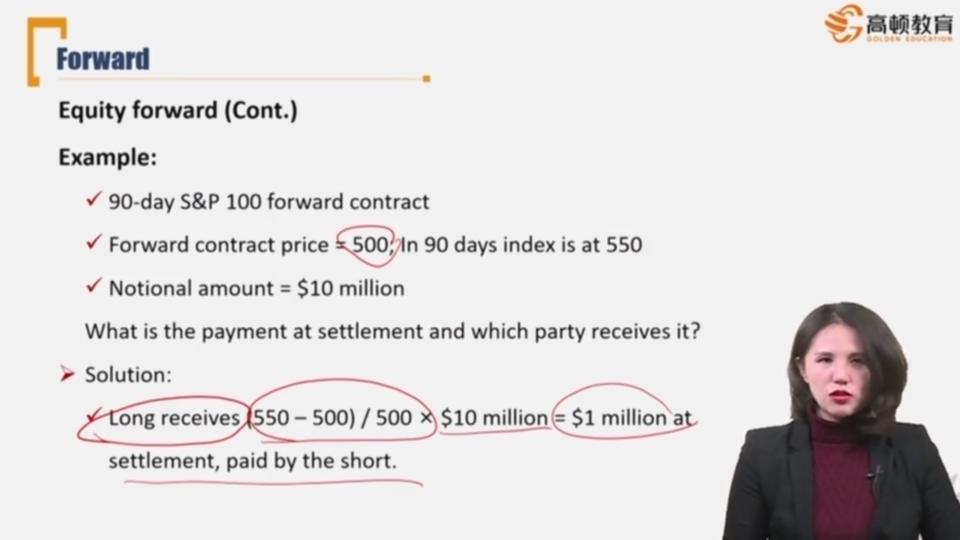 高顿教育
GOLDEN EDUCATION
Forward
Equity forward (Cont.)
Example:
✓ 90-day S&P 100 forward contract
✓ Forward contract price = 500; In 90 days index is at 550
✓ Notional amount = $10 million
What is the payment at settlement and which party receives it?
➢ Solution:
✓ Long receives (550 – 500) / 500 × $10 million = $1 million at
settlement, paid by the short.